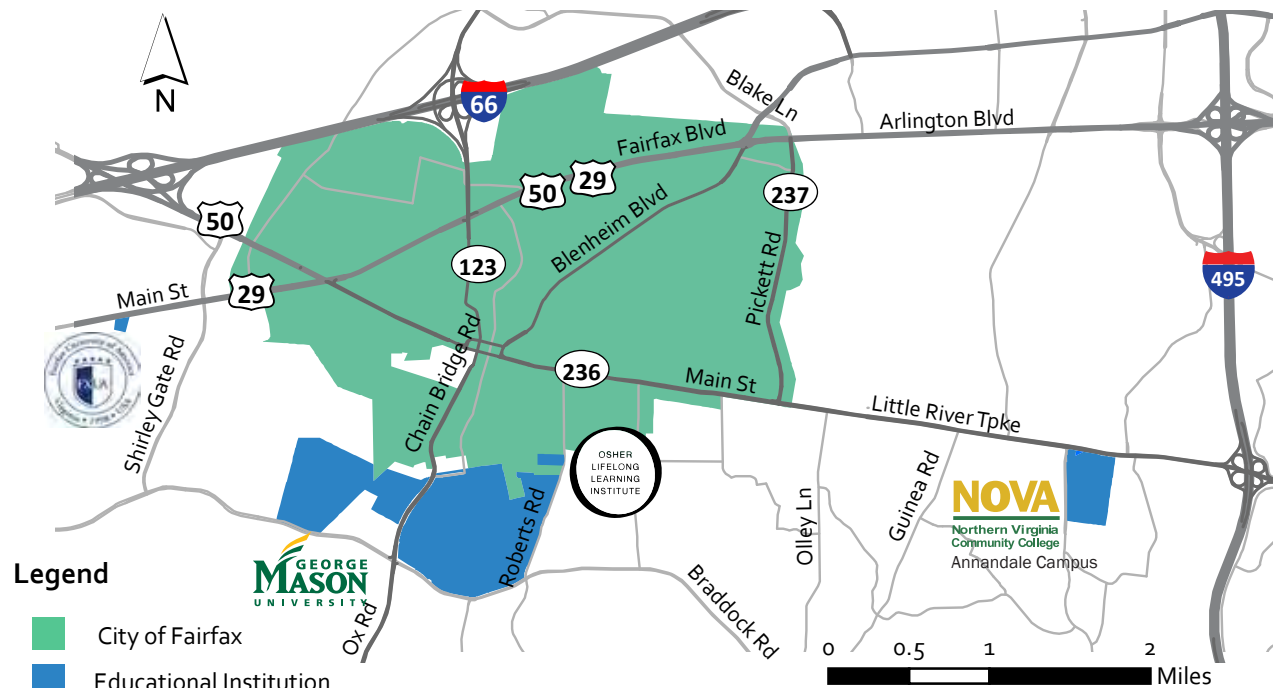 N
66
Blake Ln
Arlington Blvd
Fairfax Blvd
50
29
237
50
Blenheim Blvd
123
Pickett Rd
495
Main St
29
Chain Bridge Rd
236
Main St
Shirley Gate Rd
Little River Tpke
OSHER
LIFELONG
LEARNING
INSTITUTE
Roberts Rd
Olley Ln
Guinea Rd
NOVA
Northern Virginia
Community College
Annandale Campus
GEORGE
MASON
UNIVERSITY
Ox Rd
Braddock Rd
Legend
City of Fairfax
Educational Institution
0 0.5 1 2
Miles